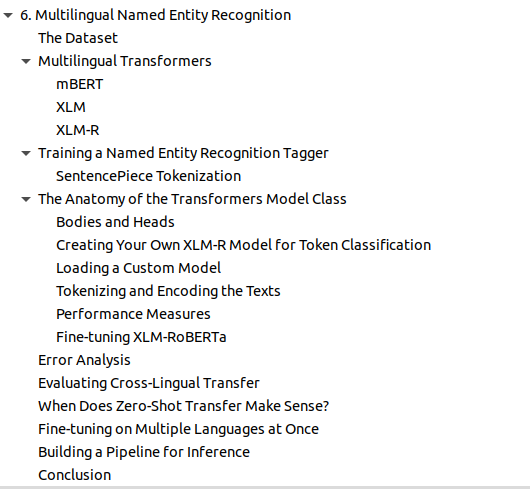 6. Multilingual Named Entity Recognition
The Dataset
Multilingual Transformers
mBERT
XLM
XLM-R
Training a Named Entity Recognition Tagger
SentencePiece Tokenization
The Anatomy of the Transformers Model Class
Bodies and Heads
Creating Your Own XLM-R Model for Token Classification
Loading a Custom Model
Tokenizing and Encoding the Texts
Performance Measures
Fine-tuning XLM-RoBERTa
Error Analysis
Evaluating Cross-Lingual Transfer
When Does Zero-Shot Transfer Make Sense?
Fine-tuning on Multiple Languages at Once
Building a Pipeline for Inference
Conclusion